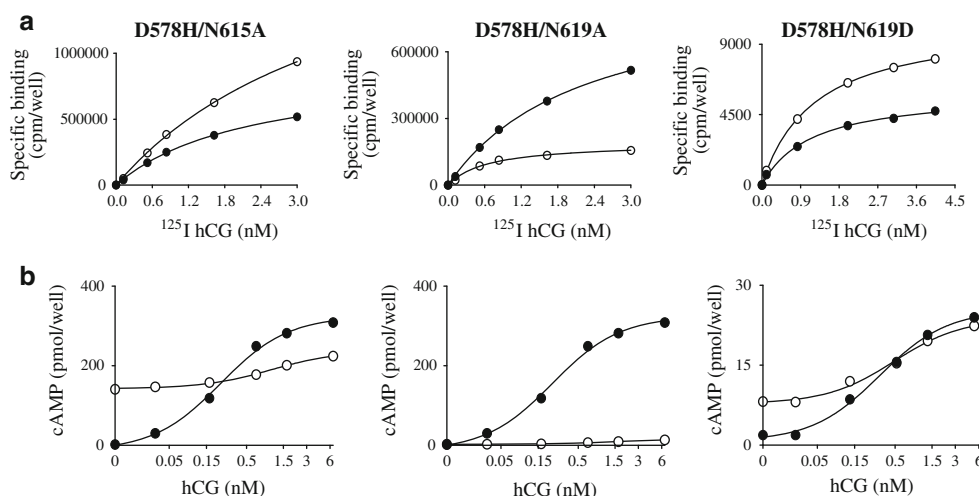 a
D578H/N615A
D578H/N619A
D578H/N619D
Specific binding
(cpm/well)
1000000
500000
0
0.0 0.6 1.2 1.8 2.4 3.0
¹²⁵I hCG (nM)
Specific binding
(cpm/well)
600000
300000
0
0.0 0.6 1.2 1.8 2.4 3.0
¹²⁵I hCG (nM)
Specific binding
(cpm/well)
9000
4500
0
0.0 0.9 1.8 2.7 3.6 4.5
¹²⁵I hCG (nM)
b
cAMP (pmol/well)
400
200
0
0 0.05 0.15 0.5 1.5 3 6
hCG (nM)
cAMP (pmol/well)
400
200
0
0 0.05 0.15 0.5 1.5 3 6
hCG (nM)
cAMP (pmol/well)
30
15
0
0 0.05 0.15 0.5 1.5 3 6
hCG (nM)